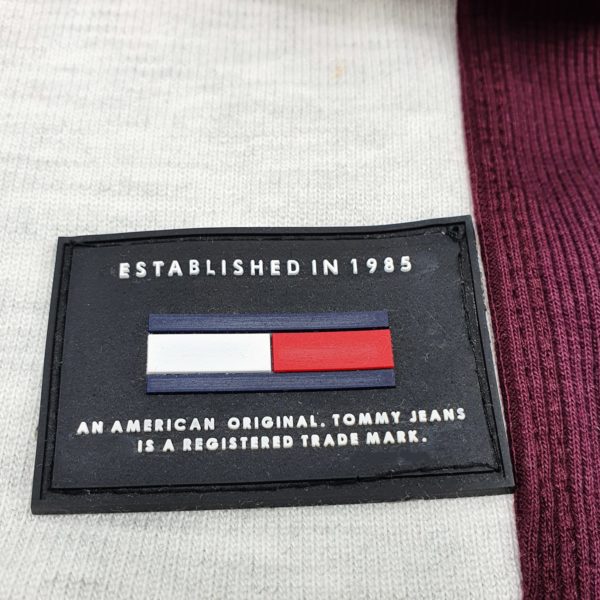 ESTABLISHED IN 1985
AN AMERICAN ORIGINAL. TOMMY JEANS
IS A REGISTERED TRADE MARK.